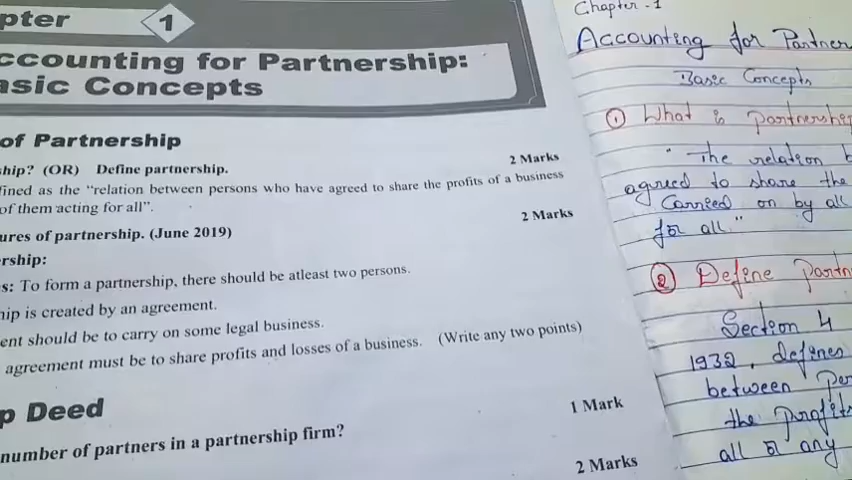 pter 1
ccounting for Partnership:
asic Concepts
of Partnership
ship? (OR) Define partnership.
2 Marks
fined as the “relation between persons who have agreed to share the profits of a business
of them acting for all”.
2 Marks
ures of partnership. (June 2019)
rship:
s: To form a partnership, there should be atleast two persons.
hip is created by an agreement.
ent should be to carry on some legal business.
agreement must be to share profits and losses of a business. (Write any two points)
p Deed
1 Mark
number of partners in a partnership firm?
2 Marks
Chapter - 1
Accounting for Partner
Basic Concepts
① What is partnership
" The relation b
agreed to share the
Carried on by all
for all "
② Define Partn
Section 4
1932, defines
between Per
the profits
all or any